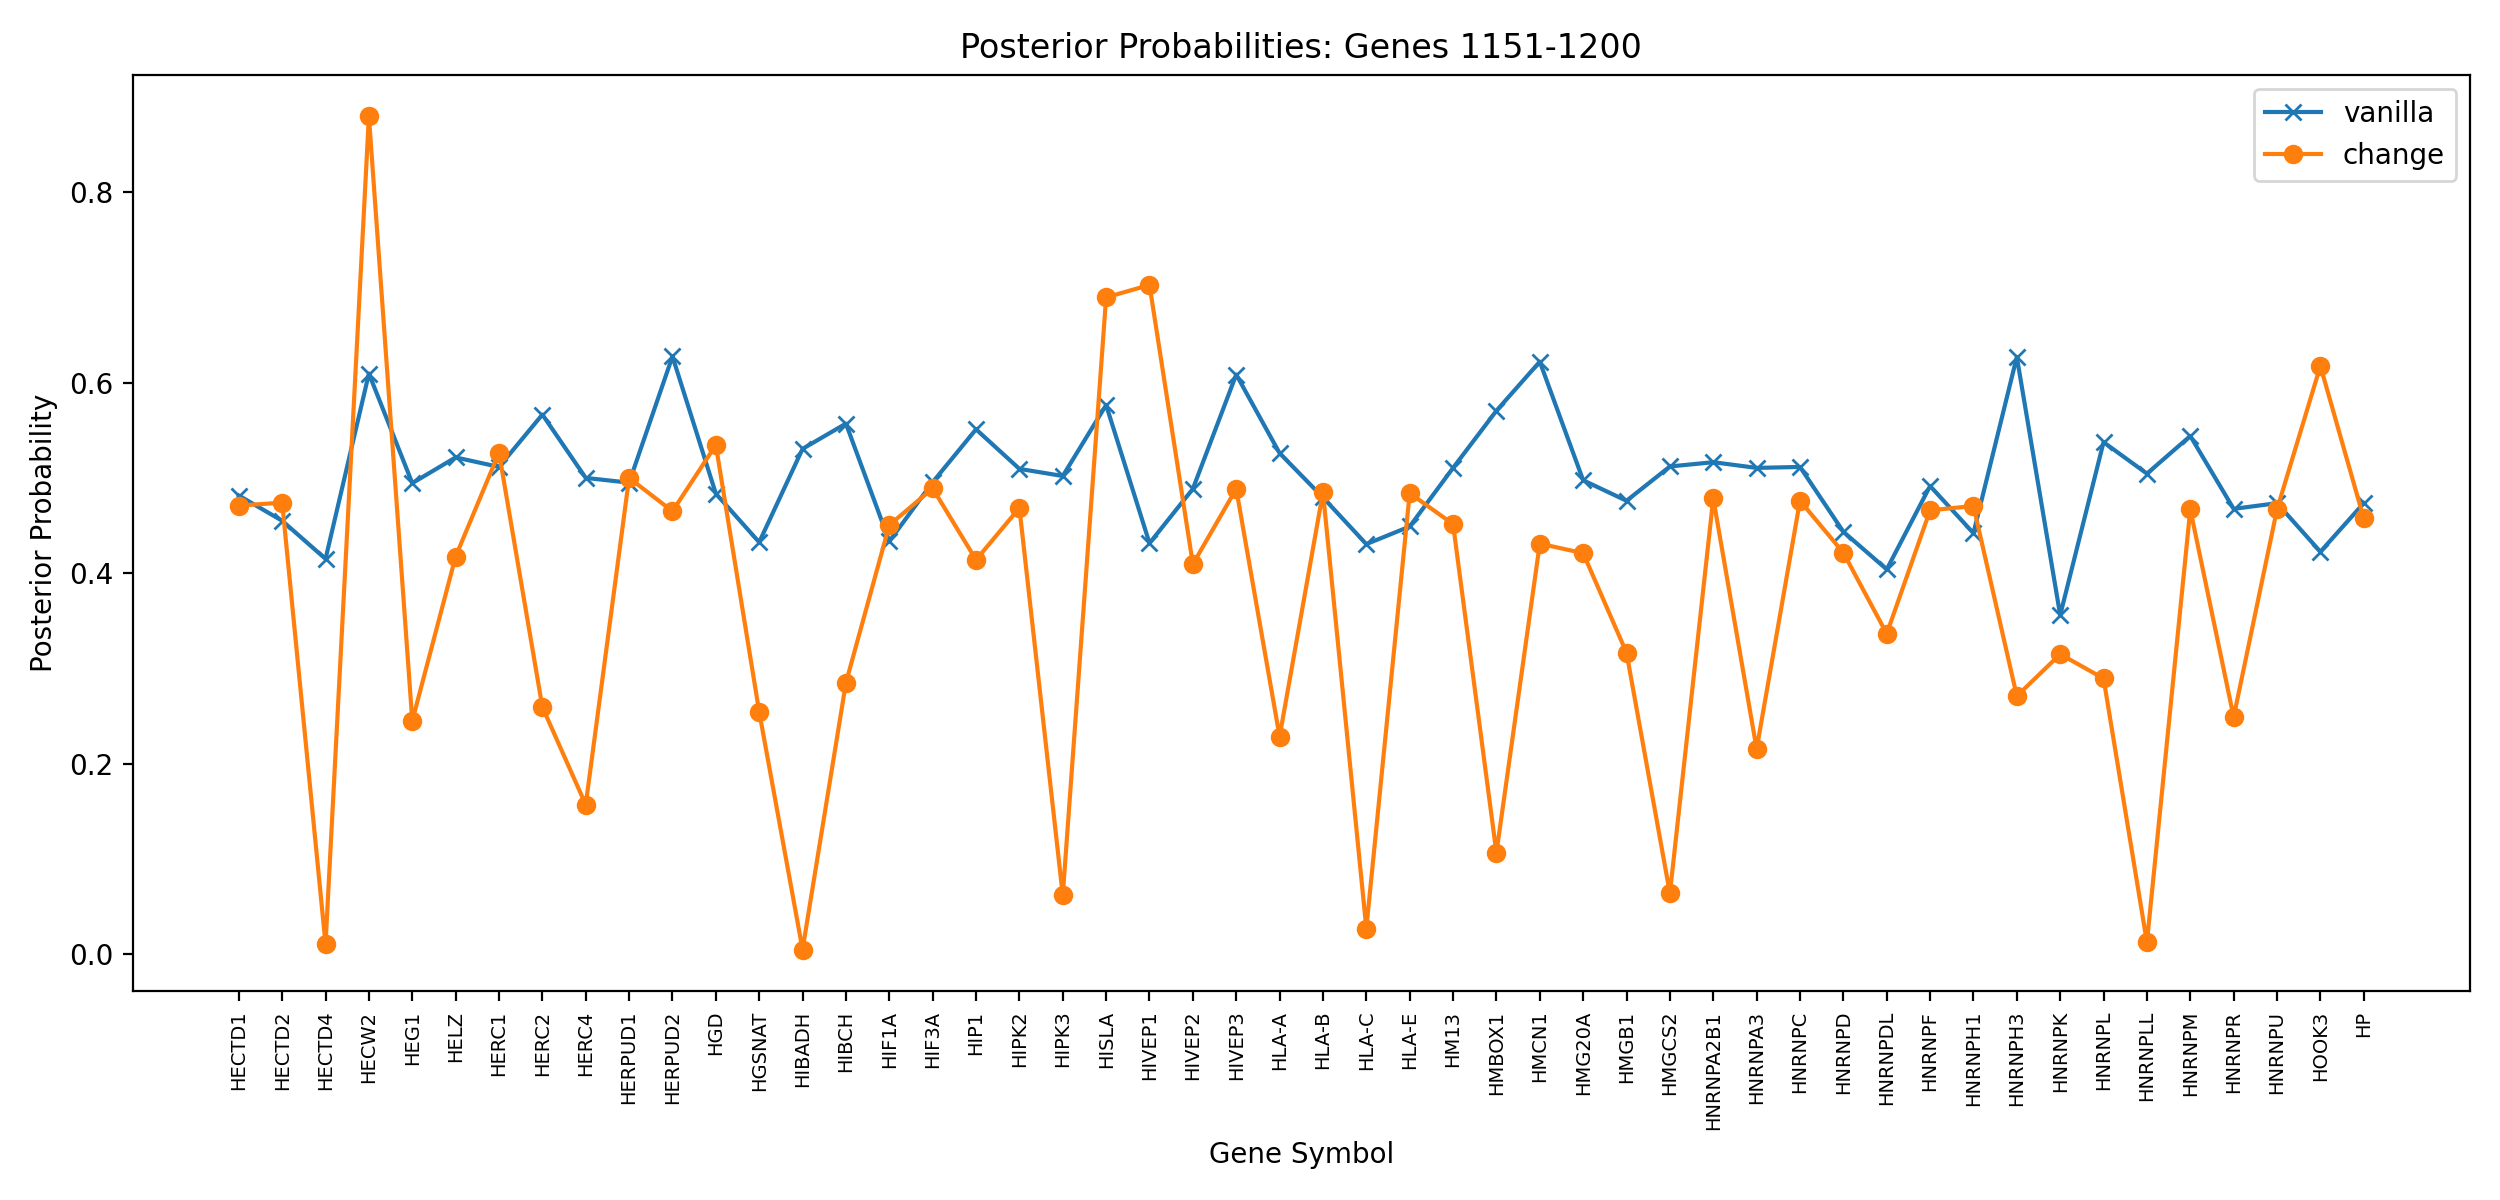 Posterior Probabilities: Genes 1151-1200
vanilla
change
Posterior Probability
0.8
0.6
0.4
0.2
0.0
HECTD1
HECTD2
HECTD4
HECW2
HEG1
HELZ
HERC1
HERC2
HERC4
HERPUD1
HERPUD2
HGD
HGSNAT
HIBADH
HIBCH
HIF1A
HIF3A
HIP1
HIPK2
HIPK3
HISLA
HIVEP1
HIVEP2
HIVEP3
HLA-A
HLA-B
HLA-C
HLA-E
HM13
HMBOX1
HMCN1
HMG20A
HMGB1
HMGCS2
HNRNPA2B1
HNRNPA3
HNRNPC
HNRNPD
HNRNPDL
HNRNPF
HNRNPH1
HNRNPH3
HNRNPK
HNRNPL
HNRNPLL
HNRNPM
HNRNPR
HNRNPU
HOOK3
HP
Gene Symbol